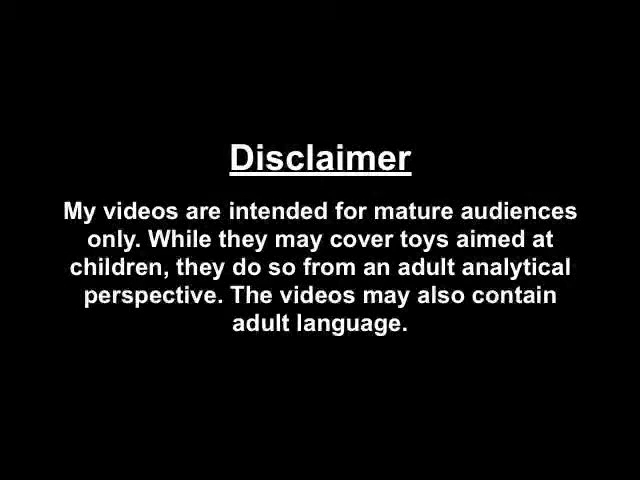 Disclaimer
My videos are intended for mature audiences
only. While they may cover toys aimed at
children, they do so from an adult analytical
perspective. The videos may also contain
adult language.